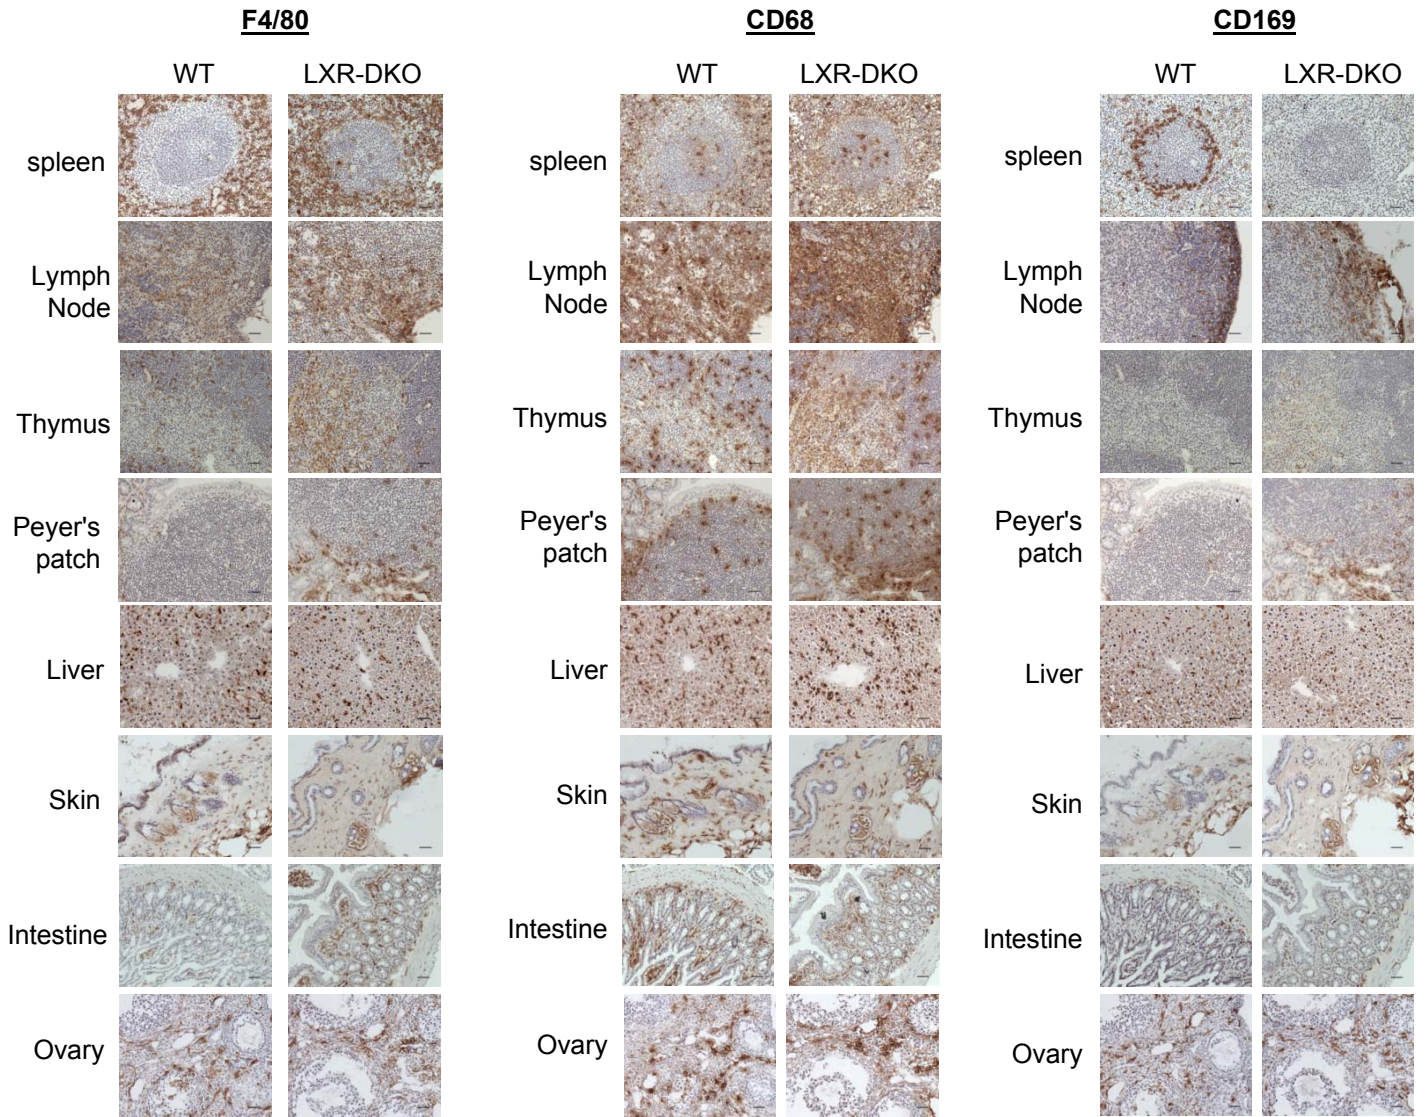 F4/80
CD68
CD169
WT
LXR-DKO
WT
LXR-DKO
WT
LXR-DKO
spleen
spleen
spleen
Lymph
Node
Lymph
Node
Lymph
Node
Thymus
Thymus
Thymus
Peyer's
patch
Peyer's
patch
Peyer's
patch
Liver
Liver
Liver
Skin
Skin
Skin
Intestine
Intestine
Intestine
Ovary
Ovary
Ovary